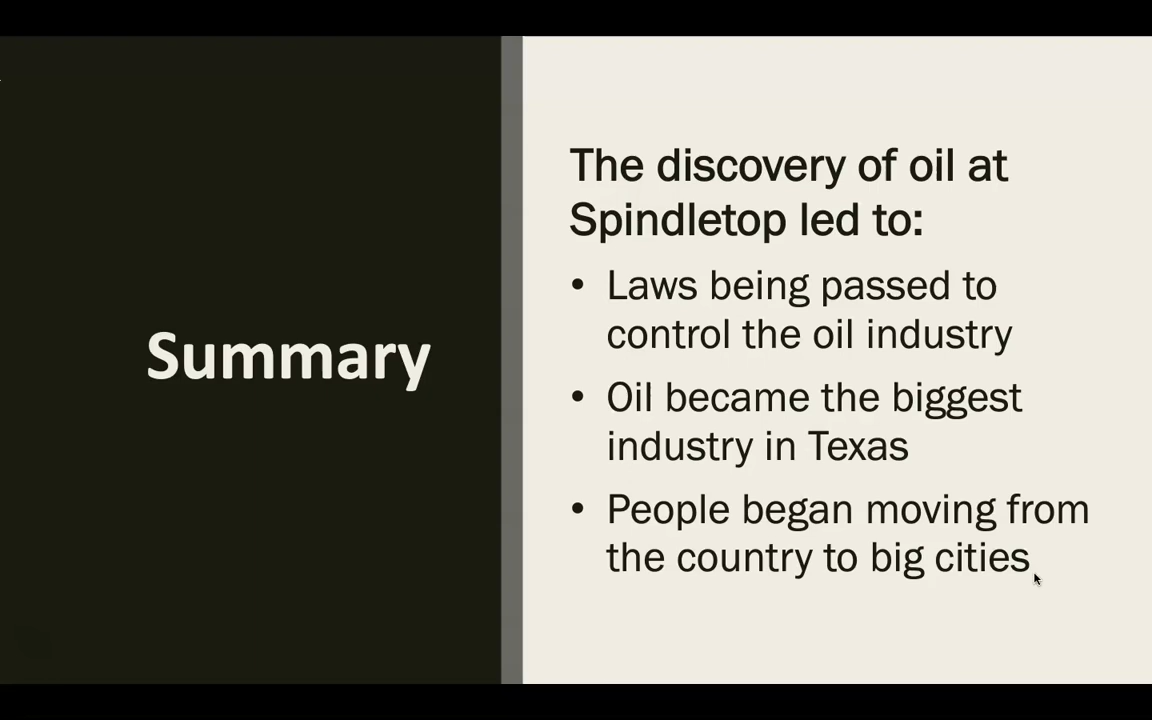 Summary
The discovery of oil at
Spindletop led to:
• Laws being passed to
control the oil industry
• Oil became the biggest
industry in Texas
• People began moving from
the country to big cities